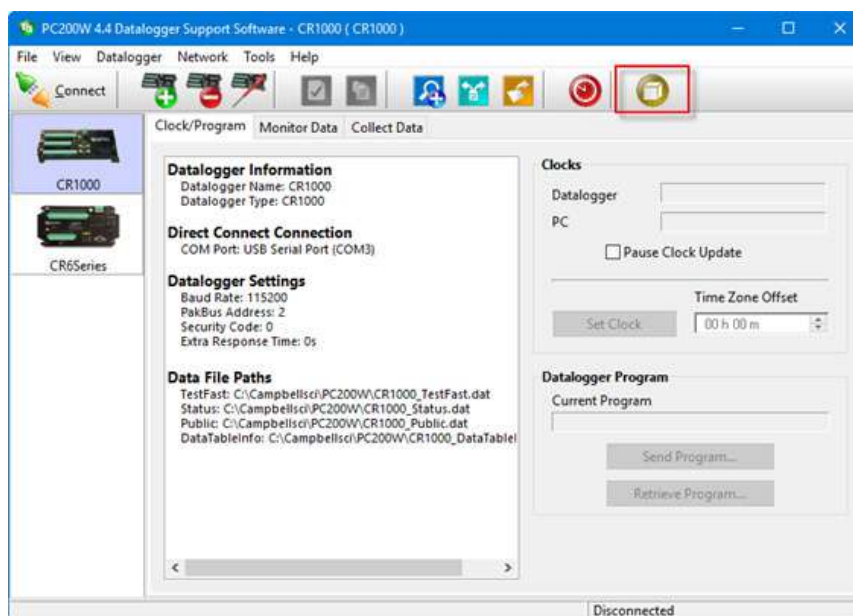 PC200W 4.4 Datalogger Support Software - CR1000 ( CR1000 )
File View Datalogger Network Tools Help
Connect
CR1000
CR6Series
Clock/Program Monitor Data Collect Data
Datalogger Information
Datalogger Name: CR1000
Datalogger Type: CR1000
Direct Connect Connection
COM Port: USB Serial Port (COM3)
Datalogger Settings
Baud Rate: 115200
PakBus Address: 2
Security Code: 0
Extra Response Time: 0s
Data File Paths
TestFast: C:\Campbellsci\PC200W\CR1000_TestFast.dat
Status: C:\Campbellsci\PC200W\CR1000_Status.dat
Public: C:\Campbellsci\PC200W\CR1000_Public.dat
DataTableInfo: C:\Campbellsci\PC200W\CR1000_DataTableI
Clocks
Datalogger
PC
Pause Clock Update
Time Zone Offset
Set Clock 00 h 00 m
Datalogger Program
Current Program
Send Program...
Retrieve Program...
Disconnected